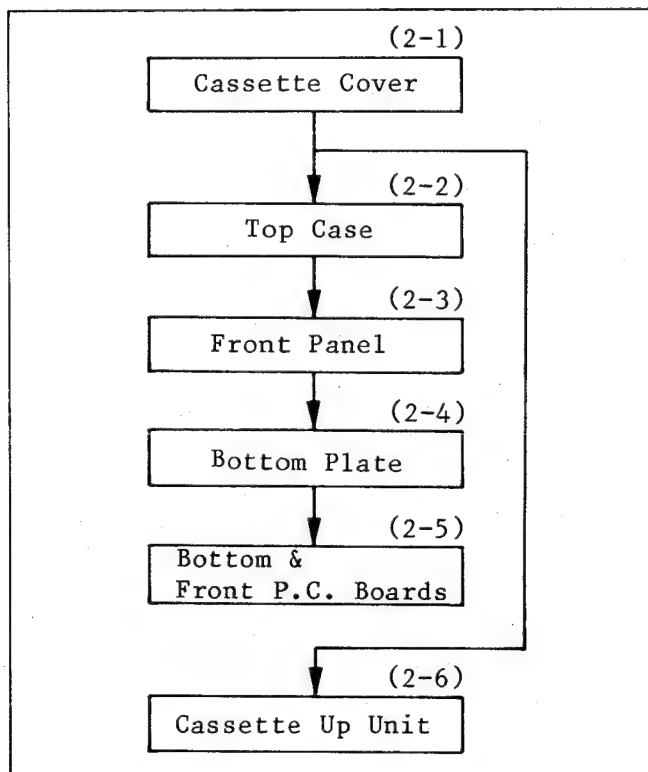 (2-1)
Cassette Cover
(2-2)
Top Case
(2-3)
Front Panel
(2-4)
Bottom Plate
(2-5)
Bottom &
Front P.C. Boards
(2-6)
Cassette Up Unit